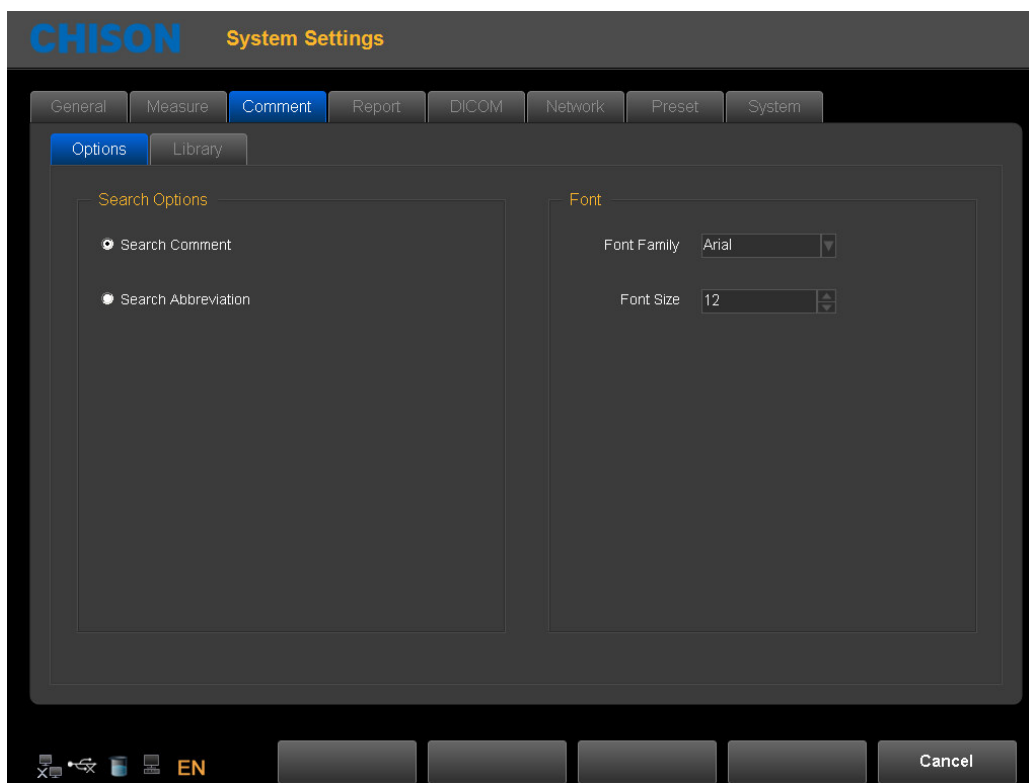 CHISON System Settings
General Measure Comment Report DICOM Network Preset System
Options Library
Search Options
Search Comment
Search Abbreviation
Font
Font Family Arial
Font Size 12
EN
Cancel